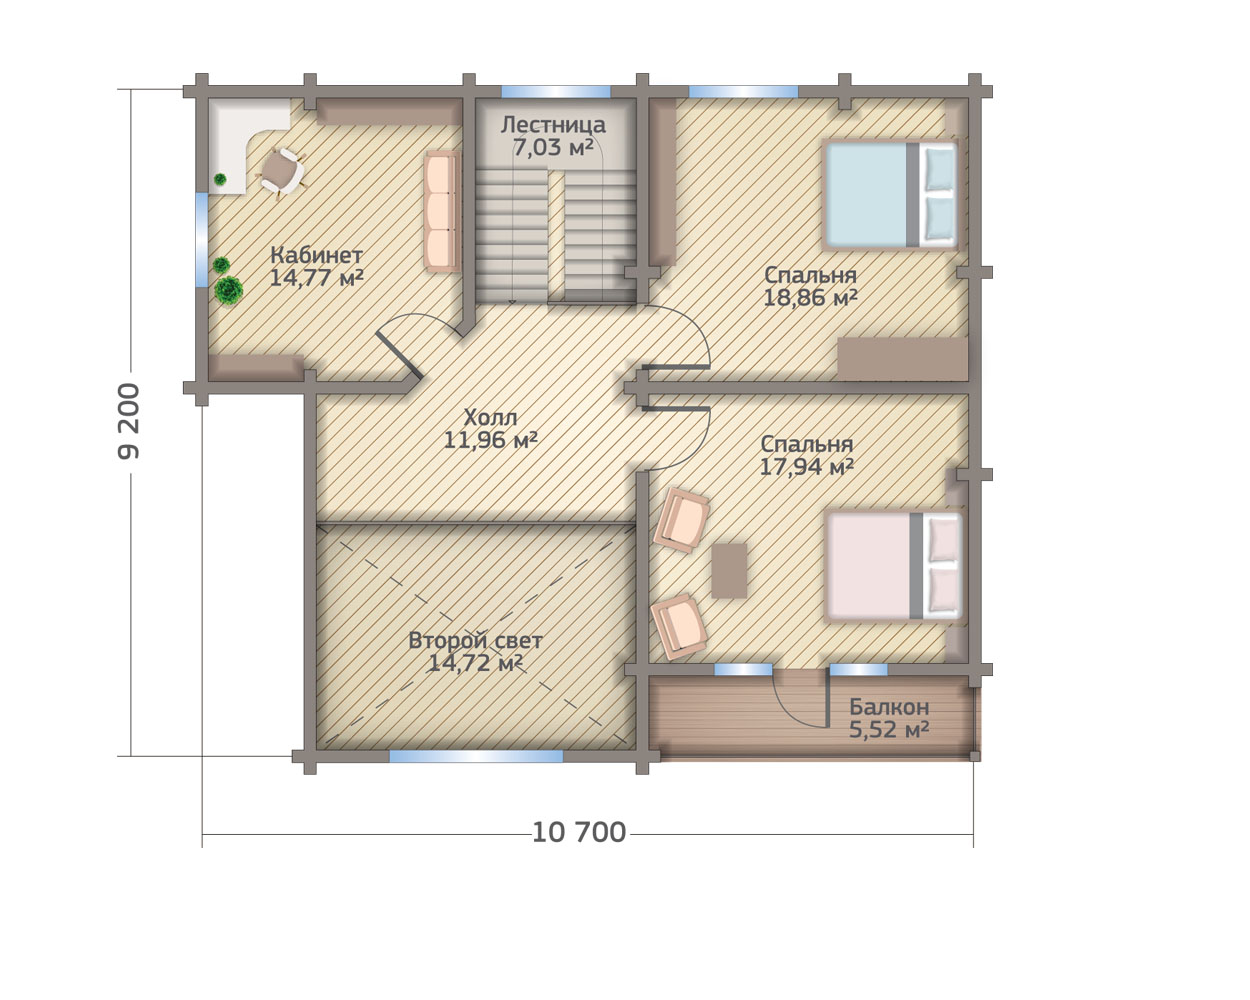 Лестница
7,03 м²
Кабинет
14,77 м²
Спальня
18,86 м²
Холл
11,96 м²
Спальня
17,94 м²
9 200
Второй свет
14,72 м²
Балкон
5,52 м²
10 700